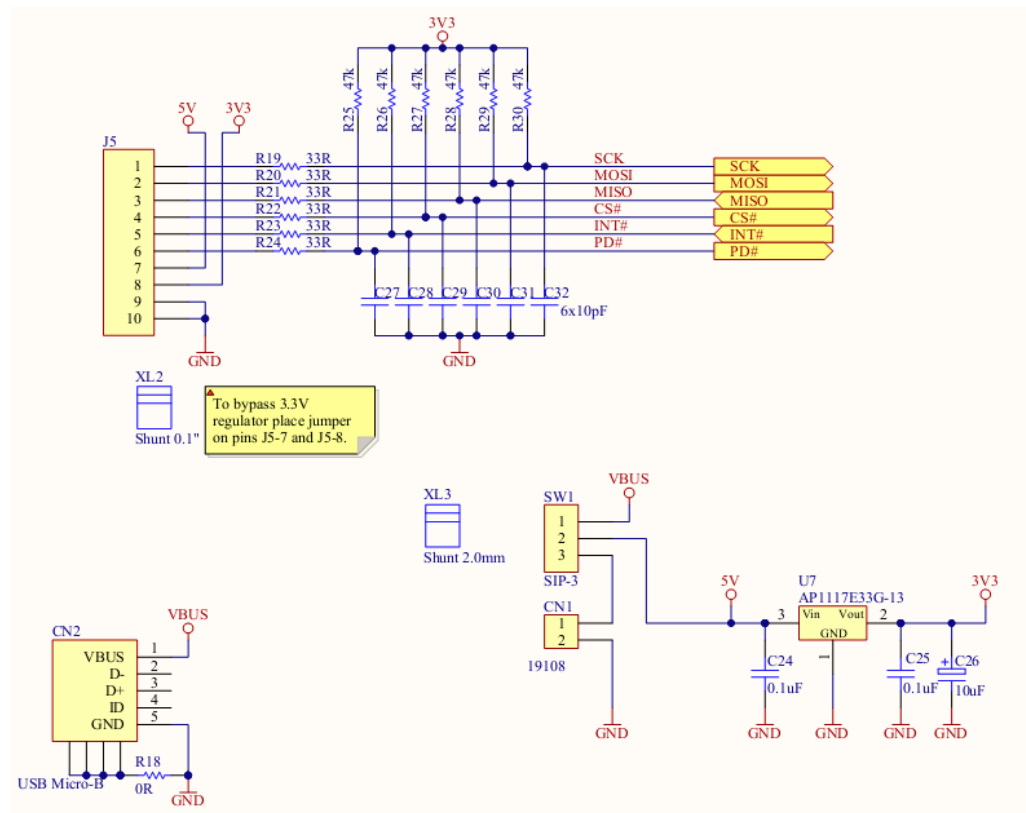 3V3
R25 47k
R26 47k
R27 47k
R28 47k
R29 47k
R30 47k
5V 3V3
J5
1 R19 33R SCK SCK
2 R20 33R MOSI MOSI
3 R21 33R MISO MISO
4 R22 33R CS# CS#
5 R23 33R INT# INT#
6 R24 33R PD# PD#
7
8
9
10
C27 C28 C29 C30 C31 C32
6x10pF
GND GND
XL2
Shunt 0.1"
To bypass 3.3V
regulator place jumper
on pins J5-7 and J5-8.
XL3
Shunt 2.0mm
VBUS
SW1
1
2
3
SIP-3
CN1
1
2
19108
GND
5V
U7
AP1117E33G-13
3V3
3 Vin Vout 2
GND
1
C24
0.1uF
C25
0.1uF
+ C26
10uF
GND GND GND GND
VBUS
CN2
VBUS 1
D- 2
D+ 3
ID 4
GND 5
R18
0R
USB Micro-B
GND